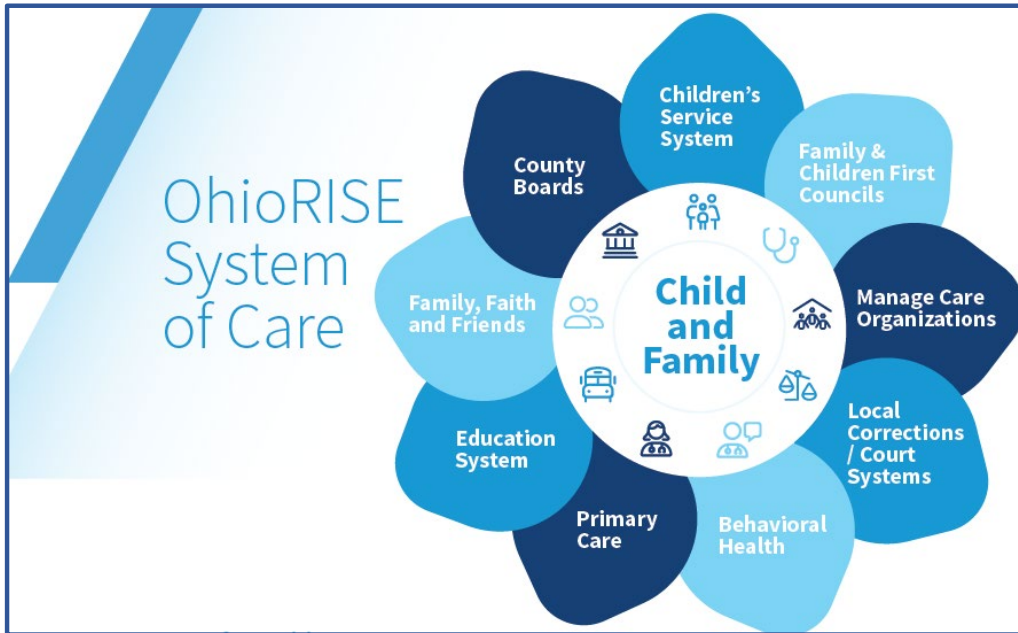 OhioRISE
System
of Care
Children's
Service
System
Family &
Children First
Councils
Manage Care
Organizations
Local
Corrections
/ Court
Systems
Behavioral
Health
Primary
Care
Education
System
Family, Faith
and Friends
County
Boards
Child
and
Family